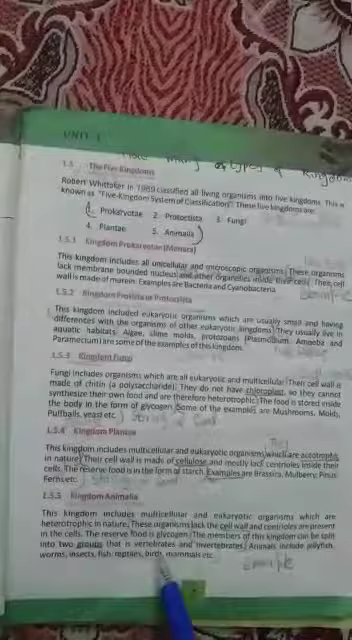 UNIT 1
many types of Kingdom
1.5 The Five Kingdoms
Robert Whittaker in 1969 classified all living organisms into five kingdoms. This is
known as "Five-Kingdom System of Classification". These five kingdoms are:
1. Prokaryotae 2. Protoctista 3. Fungi
4. Plantae 5. Animalia
1.5.1 Kingdom Prokaryotae (Monera)
This kingdom includes all unicellular and microscopic organisms. These organisms
lack membrane bounded nucleus and other organelles inside their cells. Their cell
wall is made of murein. Examples are Bacteria and Cyanobacteria.
1.5.2 Kingdom Protista or Protoctista
This kingdom included eukaryotic organisms which are usually small and having
differences with the organisms of other eukaryotic kingdoms. They usually live in
aquatic habitats. Algae, slime molds, protozoans (Plasmodium, Amoeba and
Paramecium) are some of the examples of this kingdom.
1.5.3 Kingdom Fungi
Fungi includes organisms which are all eukaryotic and multicellular. Their cell wall is
made of chitin (a polysaccharide). They do not have chloroplast, so they cannot
synthesize their own food and are therefore heterotrophic. The food is stored inside
the body in the form of glycogen. Some of the examples are Mushrooms, Molds,
Puffballs, yeast etc.
1.5.4 Kingdom Plantae
This kingdom includes multicellular and eukaryotic organisms which are autotrophic
in nature. Their cell wall is made of cellulose and mostly lack centrioles inside their
cells. The reserve food is in the form of starch. Examples are Brassica, Mulberry, Pinus,
Ferns etc.
1.5.5 Kingdom Animalia
This kingdom includes multicellular and eukaryotic organisms which are
heterotrophic in nature. These organisms lack the cell wall and centrioles are present
in the cells. The reserve food is glycogen. The members of this kingdom can be split
into two groups that is vertebrates and invertebrates. Animals include jellyfish,
worms, insects, fish, reptiles, birds, mammals etc.
Example